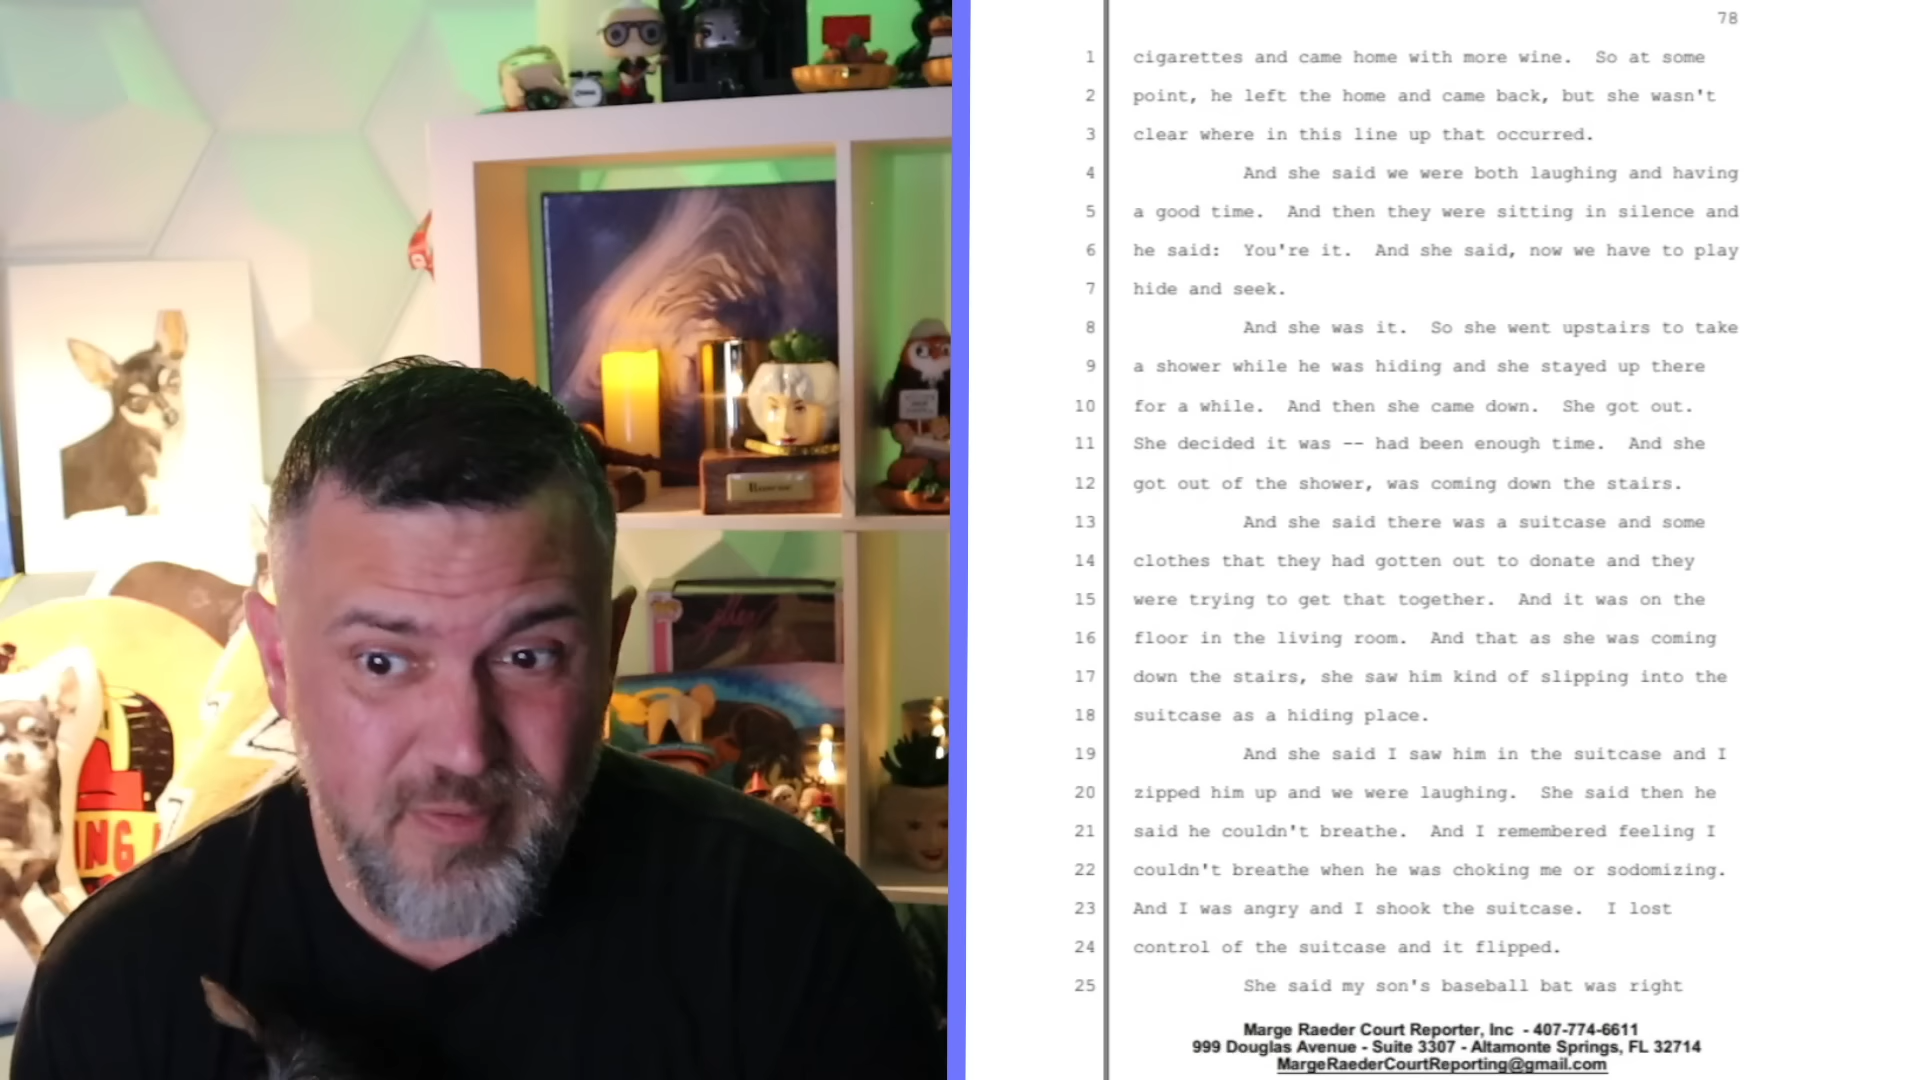 78
1 cigarettes and came home with more wine. So at some
2 point, he left the home and came back, but she wasn't
3 clear where in this line up that occurred.
4 And she said we were both laughing and having
5 a good time. And then they were sitting in silence and
6 he said: You're it. And she said, now we have to play
7 hide and seek.
8 And she was it. So she went upstairs to take
9 a shower while he was hiding and she stayed up there
10 for a while. And then she came down. She got out.
11 She decided it was -- had been enough time. And she
12 got out of the shower, was coming down the stairs.
13 And she said there was a suitcase and some
14 clothes that they had gotten out to donate and they
15 were trying to get that together. And it was on the
16 floor in the living room. And that as she was coming
17 down the stairs, she saw him kind of slipping into the
18 suitcase as a hiding place.
19 And she said I saw him in the suitcase and I
20 zipped him up and we were laughing. She said then he
21 said he couldn't breathe. And I remembered feeling I
22 couldn't breathe when he was choking me or sodomizing.
23 And I was angry and I shook the suitcase. I lost
24 control of the suitcase and it flipped.
25 She said my son's baseball bat was right
Marge Raeder Court Reporter, Inc - 407-774-6611
999 Douglas Avenue - Suite 3307 - Altamonte Springs, FL 32714
MargeRaederCourtReporting@gmail.com